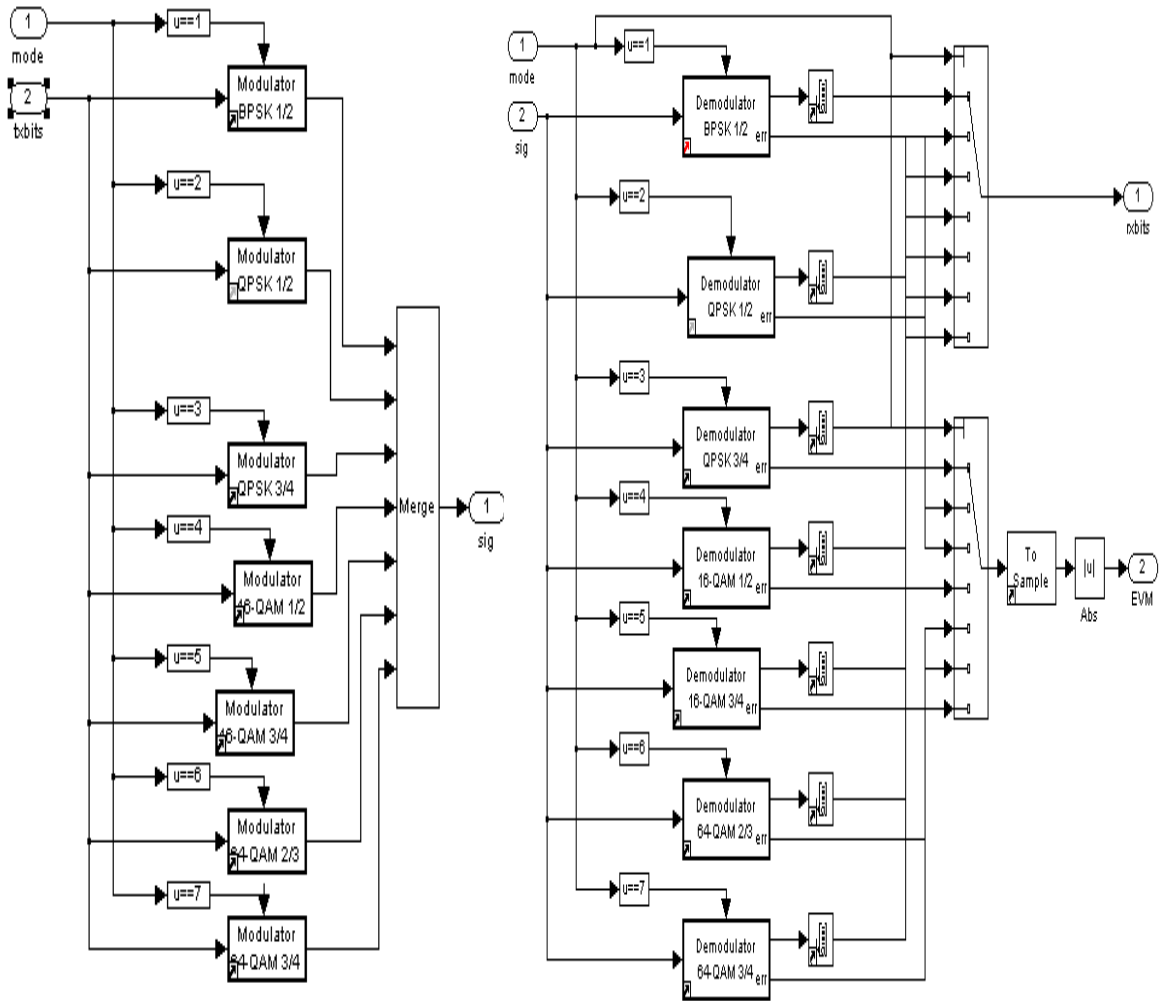 1
mode
2
txbits
u==1
Modulator
BPSK 1/2
u==2
Modulator
QPSK 1/2
u==3
Modulator
QPSK 3/4
u==4
Modulator
16-QAM 1/2
u==5
Modulator
16-QAM 3/4
u==6
Modulator
64-QAM 2/3
u==7
Modulator
64-QAM 3/4
Merge
1
sig
1
mode
2
sig
u==1
Demodulator
BPSK 1/2
err
u==2
Demodulator
QPSK 1/2
err
u==3
Demodulator
QPSK 3/4
err
u==4
Demodulator
16-QAM 1/2
err
u==5
Demodulator
16-QAM 3/4
err
u==6
Demodulator
64-QAM 2/3
err
u==7
Demodulator
64-QAM 3/4
err
1
rxbits
To
Sample
|u|
Abs
2
EVM